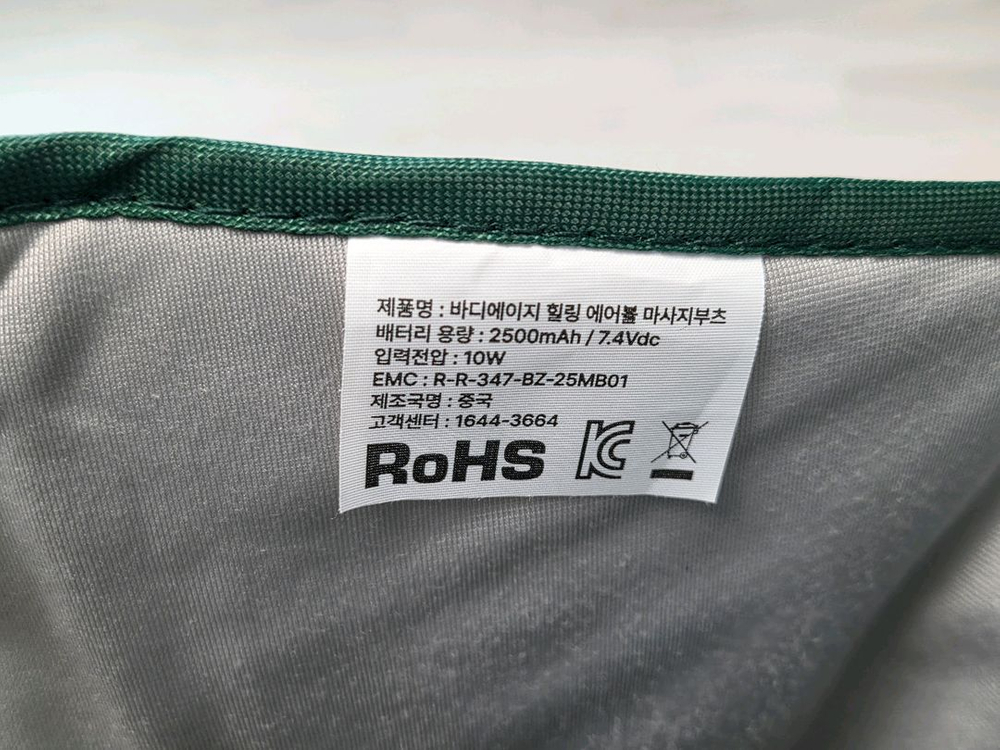 제품명 : 바디에이지 힐링 에어붐 마사지부츠
배터리 용량 : 2500mAh / 7.4Vdc
입력전압 : 10W
EMC : R-R-347-BZ-25MB01
제조국명 : 중국
고객센터 : 1644-3664
RoHS KC